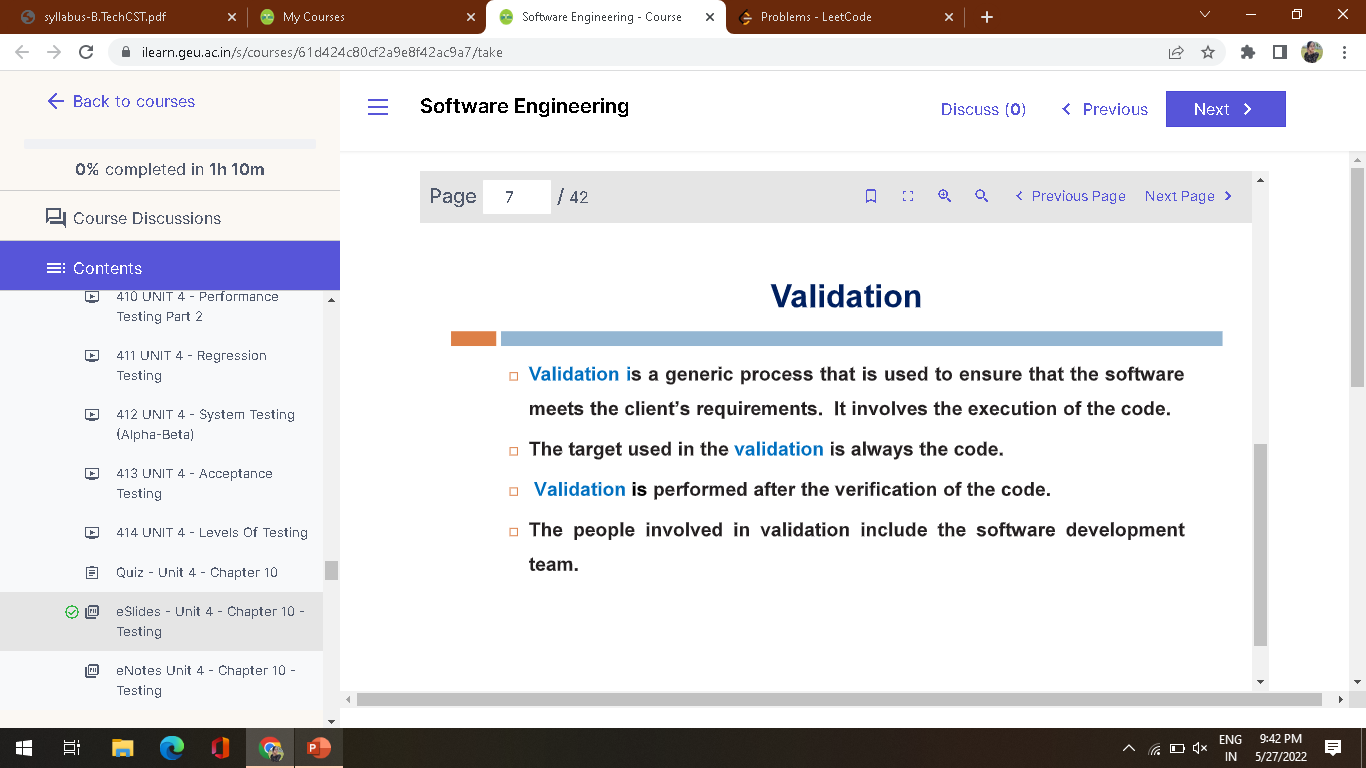 syllabus-B.TechCST.pdf
My Courses
Software Engineering - Course
Problems - LeetCode
ilearn.geu.ac.in/s/courses/61d424c80cf2a9e8f42ac9a7/take
Back to courses
0% completed in 1h 10m
Course Discussions
Contents
410 UNIT 4 - Performance
Testing Part 2
411 UNIT 4 - Regression
Testing
412 UNIT 4 - System Testing
(Alpha-Beta)
413 UNIT 4 - Acceptance
Testing
414 UNIT 4 - Levels Of Testing
Quiz - Unit 4 - Chapter 10
eSlides - Unit 4 - Chapter 10 -
Testing
eNotes Unit 4 - Chapter 10 -
Testing
Software Engineering
Discuss (0)
Previous
Next
Page 7 / 42
Previous Page
Next Page
Validation
Validation is a generic process that is used to ensure that the software
meets the client’s requirements. It involves the execution of the code.
The target used in the validation is always the code.
Validation is performed after the verification of the code.
The people involved in validation include the software development
team.
ENG
IN
9:42 PM
5/27/2022